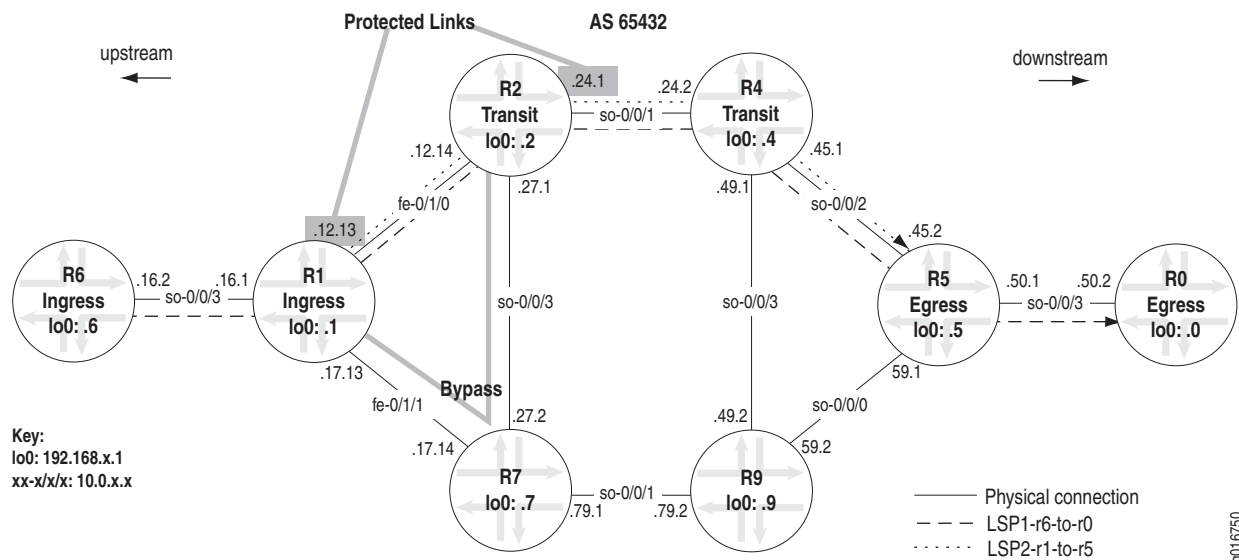 Protected Links
AS 65432
upstream
downstream
R2
Transit
lo0: .2
.24.1
.24.2
so-0/0/1
R4
Transit
lo0: .4
.12.14
.27.1
.49.1
.45.1
fe-0/1/0
so-0/0/2
.12.13
.45.2
R6
Ingress
lo0: .6
.16.2
so-0/0/3
.16.1
R1
Ingress
lo0: .1
so-0/0/3
so-0/0/3
R5
Egress
lo0: .5
.50.1
so-0/0/3
.50.2
R0
Egress
lo0: .0
.17.13
Bypass
59.1
fe-0/1/1
so-0/0/0
.27.2
.49.2
.17.14
59.2
Key:
lo0: 192.168.x.1
xx-x/x/x: 10.0.x.x
R7
lo0: .7
.79.1
so-0/0/1
.79.2
R9
lo0: .9
Physical connection
LSP1-r6-to-r0
LSP2-r1-to-r5
g016750